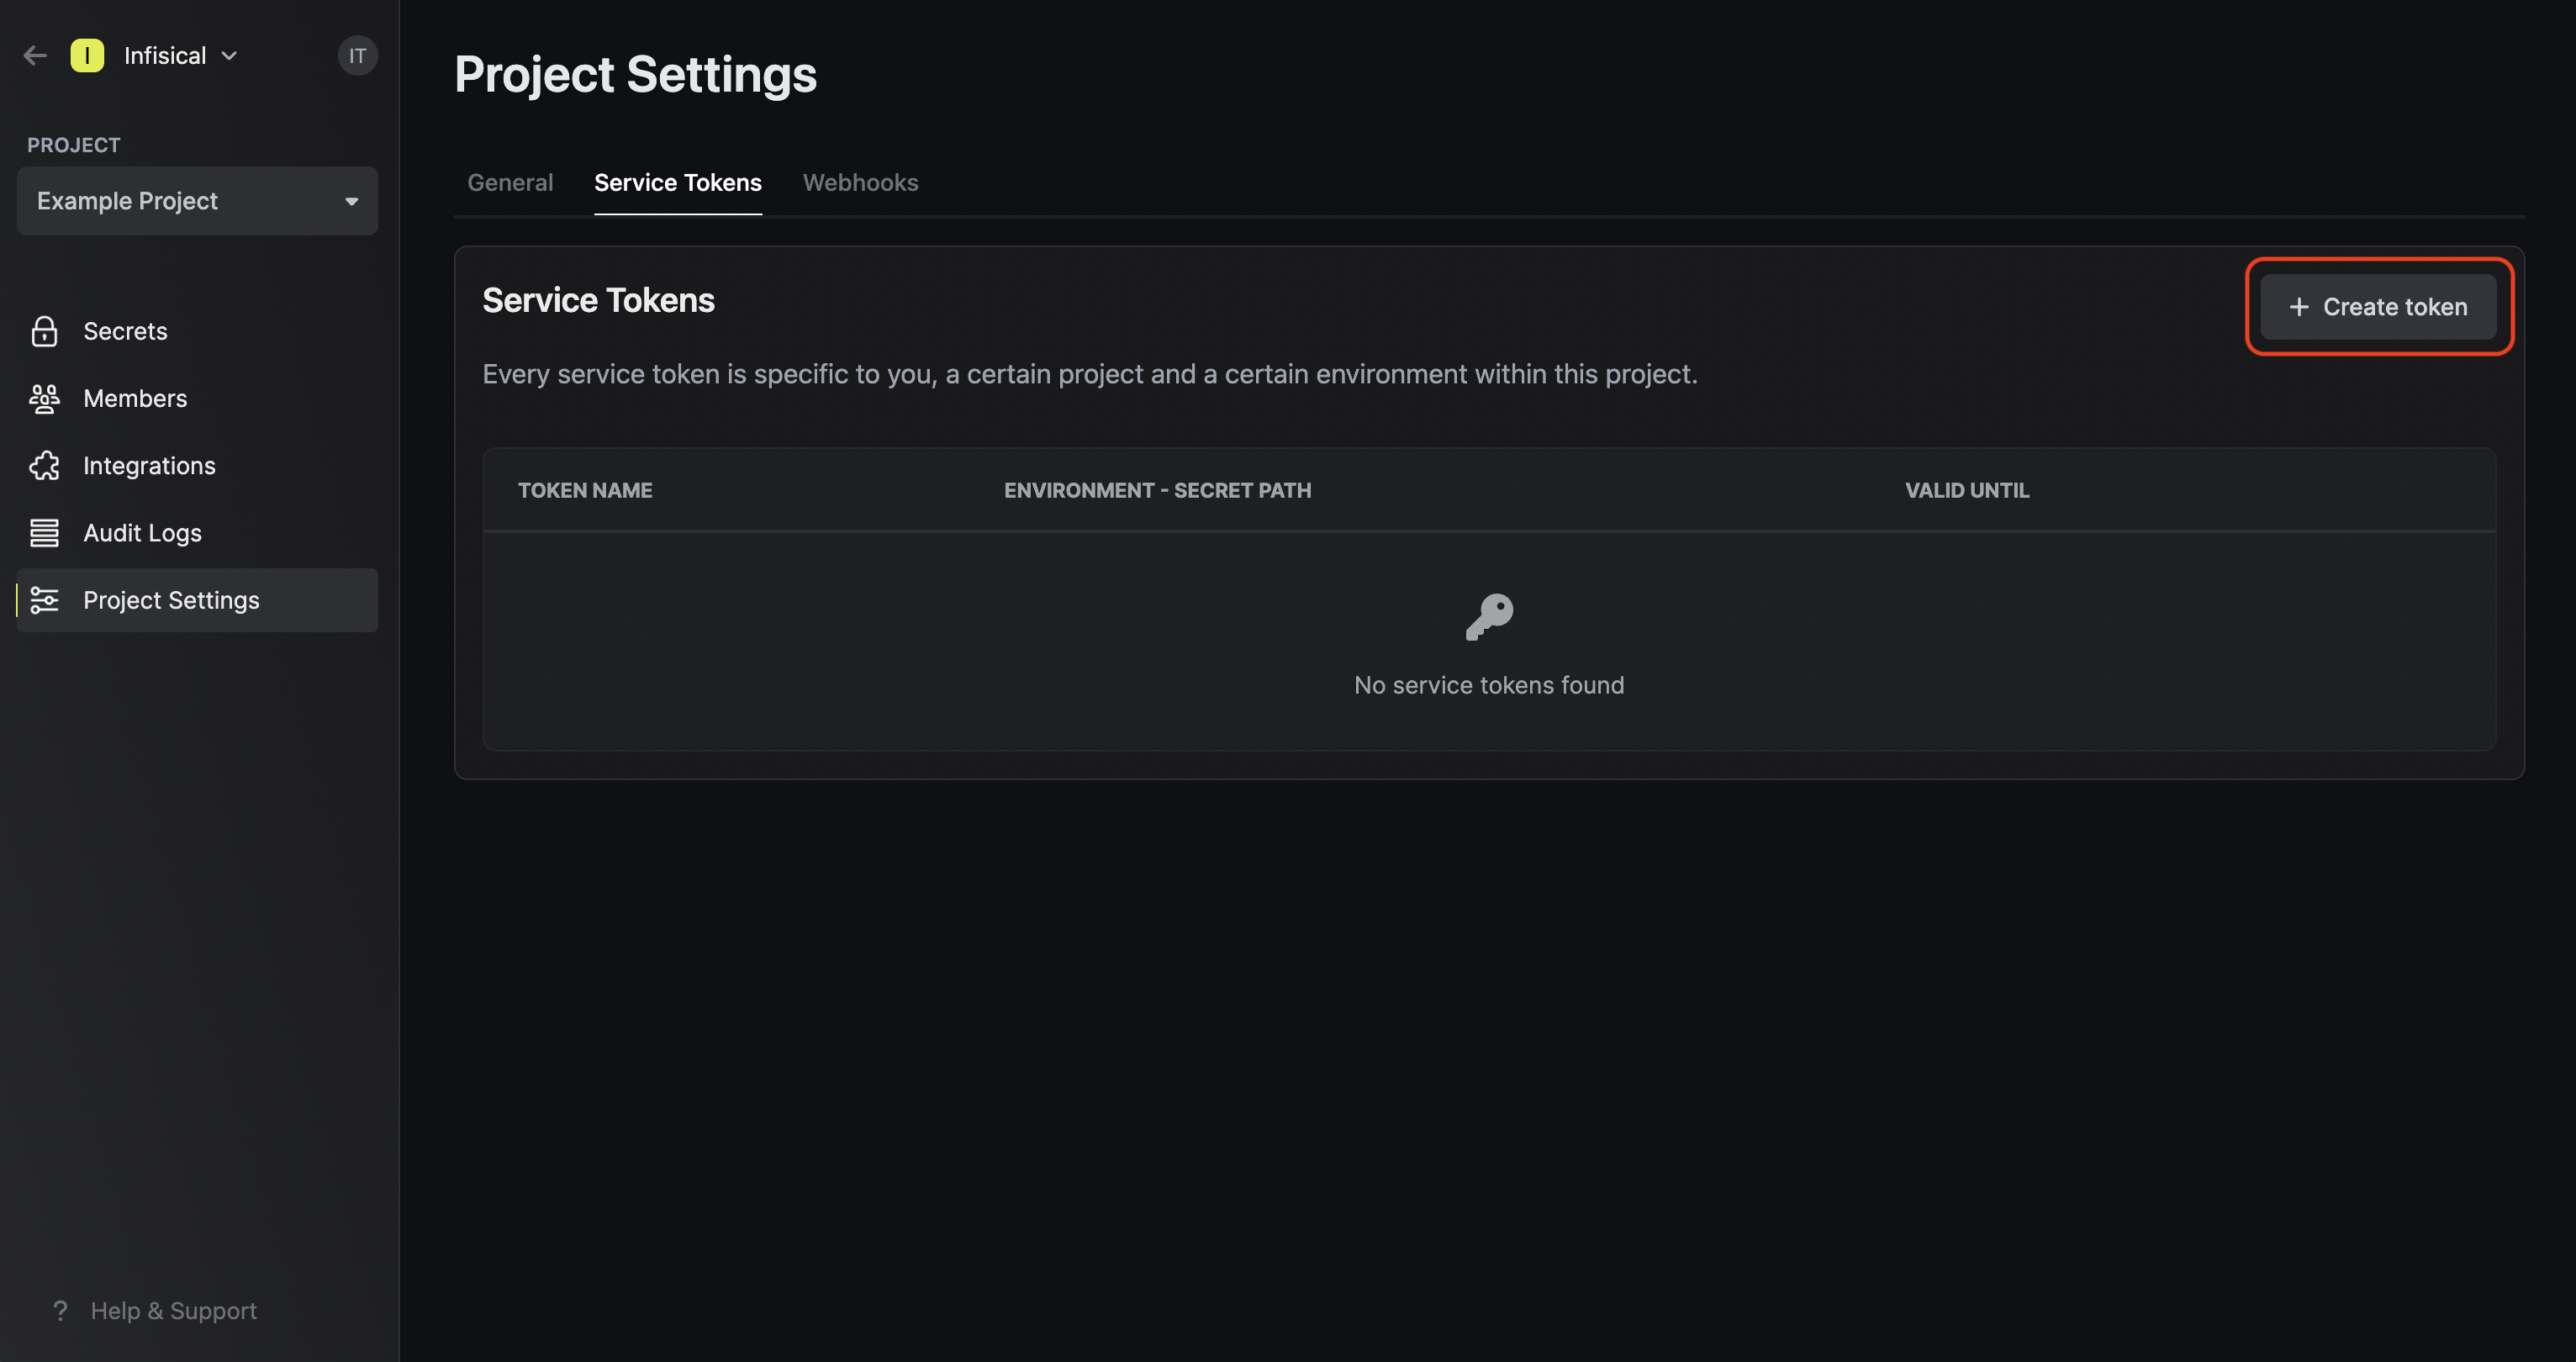 I Infisical IT
PROJECT
Example Project
Secrets
Members
Integrations
Audit Logs
Project Settings
? Help & Support
Project Settings
General Service Tokens Webhooks
Service Tokens
+ Create token
Every service token is specific to you, a certain project and a certain environment within this project.
TOKEN NAME ENVIRONMENT - SECRET PATH VALID UNTIL
No service tokens found